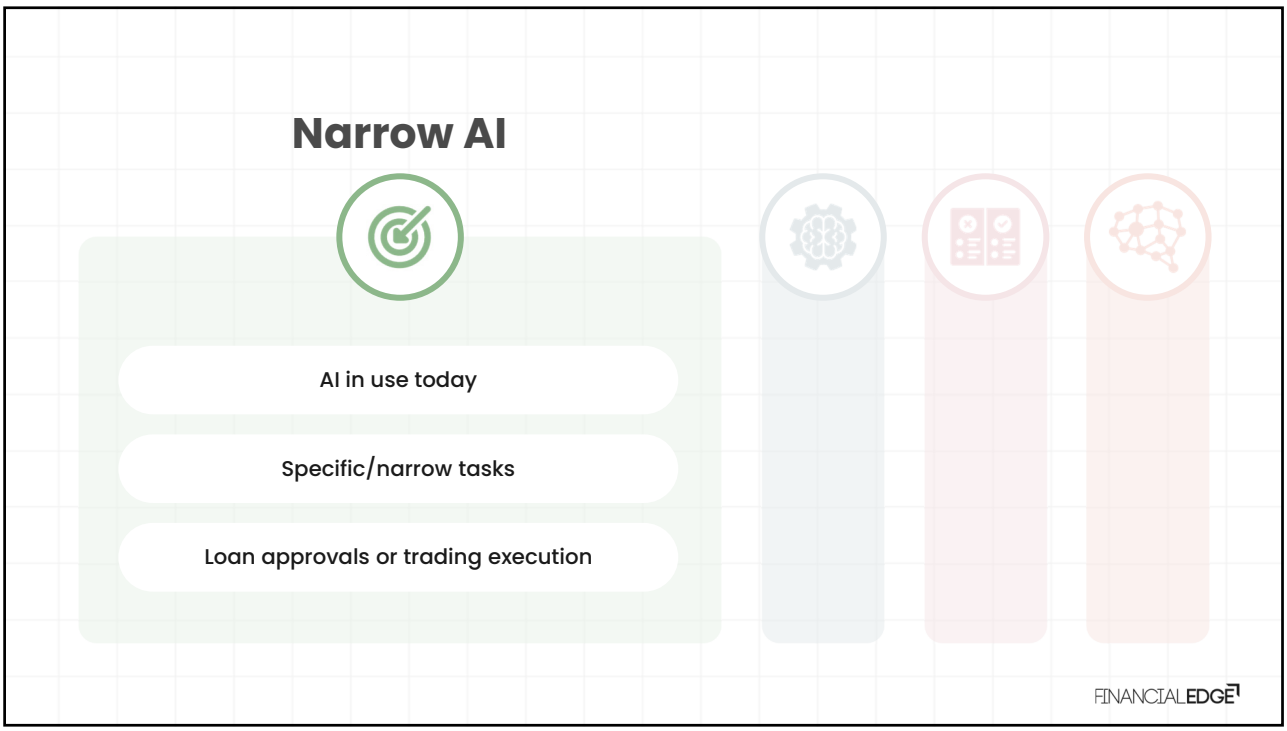 Narrow AI
AI in use today
Specific/narrow tasks
Loan approvals or trading execution
FINANCIALEDGE